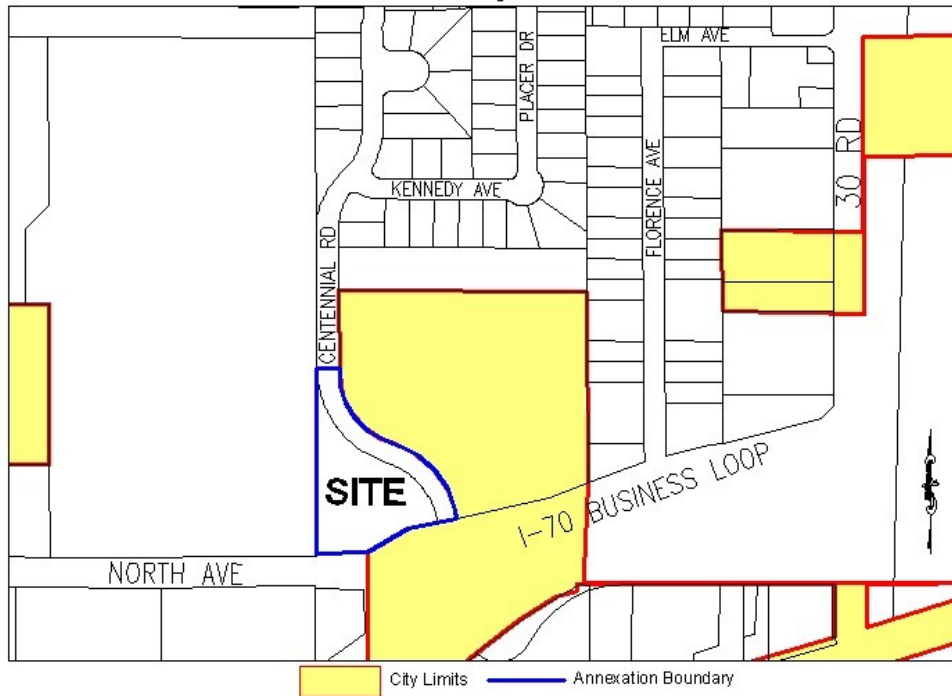 ELM AVE
PLACER DR
30 RD
KENNEDY AVE
FLORENCE AVE
CENTENNIAL RD
SITE
I-70 BUSINESS LOOP
NORTH AVE
City Limits
Annexation Boundary